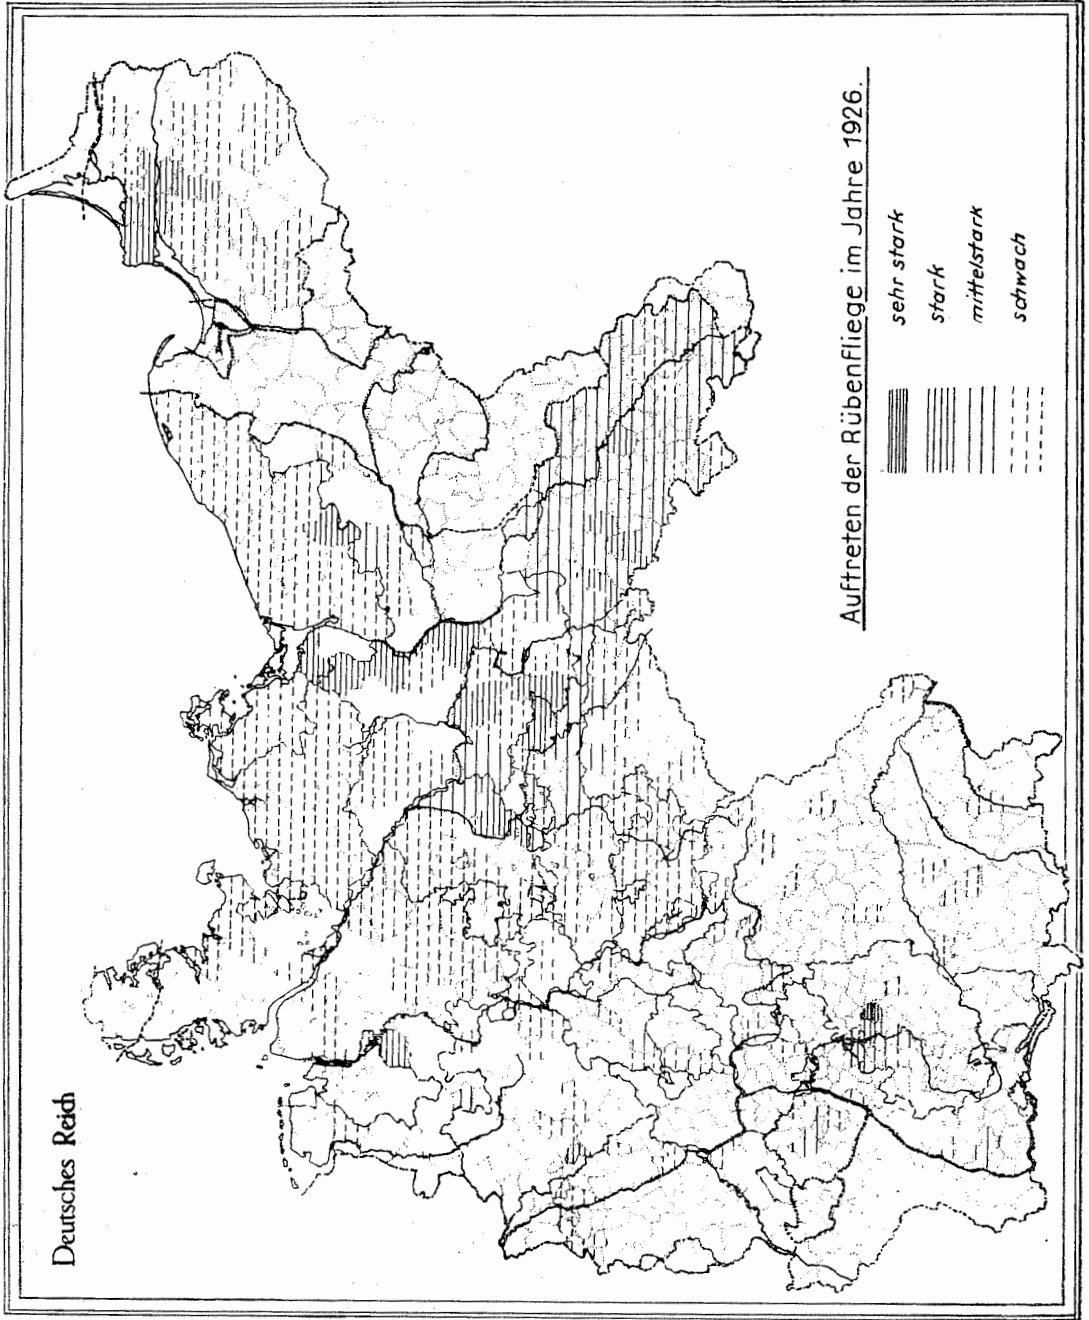 Deutsches Reich
Auftreten der Rübenfliege im Jahre 1926.
sehr stark
stark
mittelstark
schwach